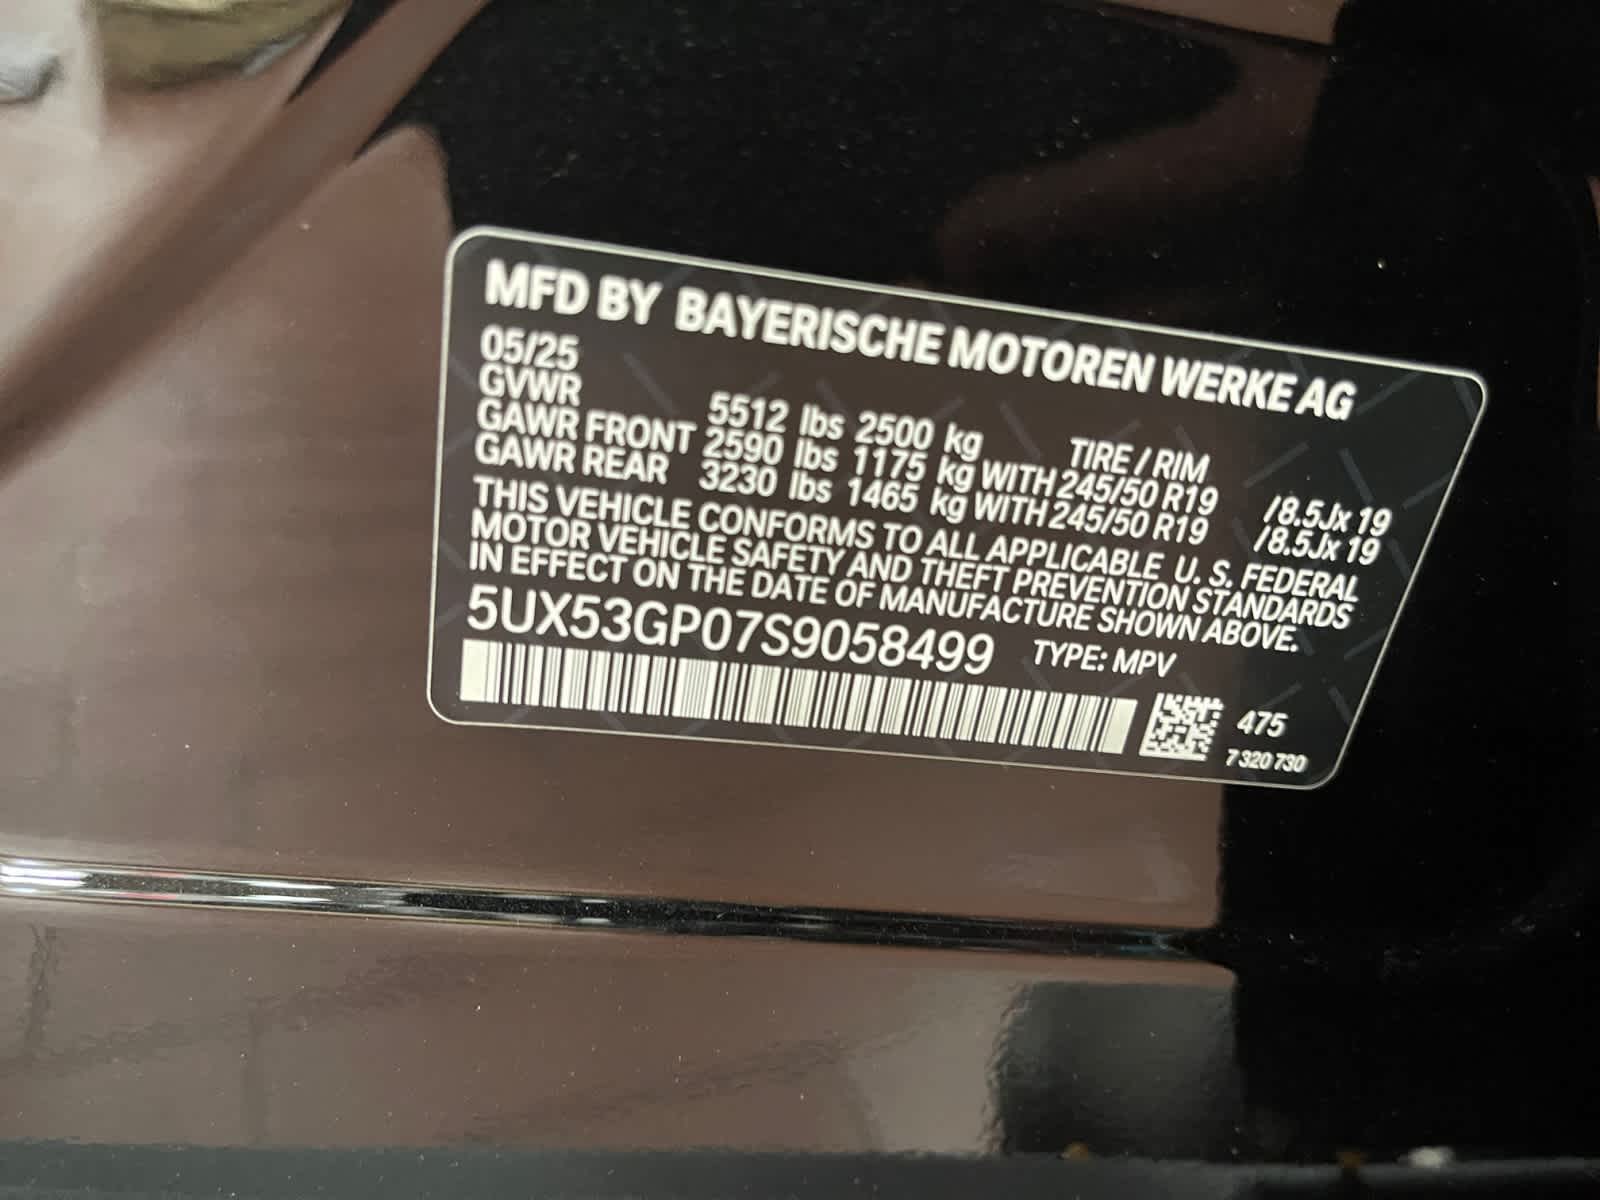 MFD BY BAYERISCHE MOTOREN WERKE AG
05/25
GVWR 5512 lbs 2500 kg TIRE / RIM
GAWR FRONT 2590 lbs 1175 kg WITH 245/50 R19 /8.5Jx 19
GAWR REAR 3230 lbs 1465 kg WITH 245/50 R19 /8.5Jx 19
THIS VEHICLE CONFORMS TO ALL APPLICABLE U. S. FEDERAL
MOTOR VEHICLE SAFETY AND THEFT PREVENTION STANDARDS
IN EFFECT ON THE DATE OF MANUFACTURE SHOWN ABOVE.
5UX53GP07S9058499 TYPE: MPV
475
7 320 730